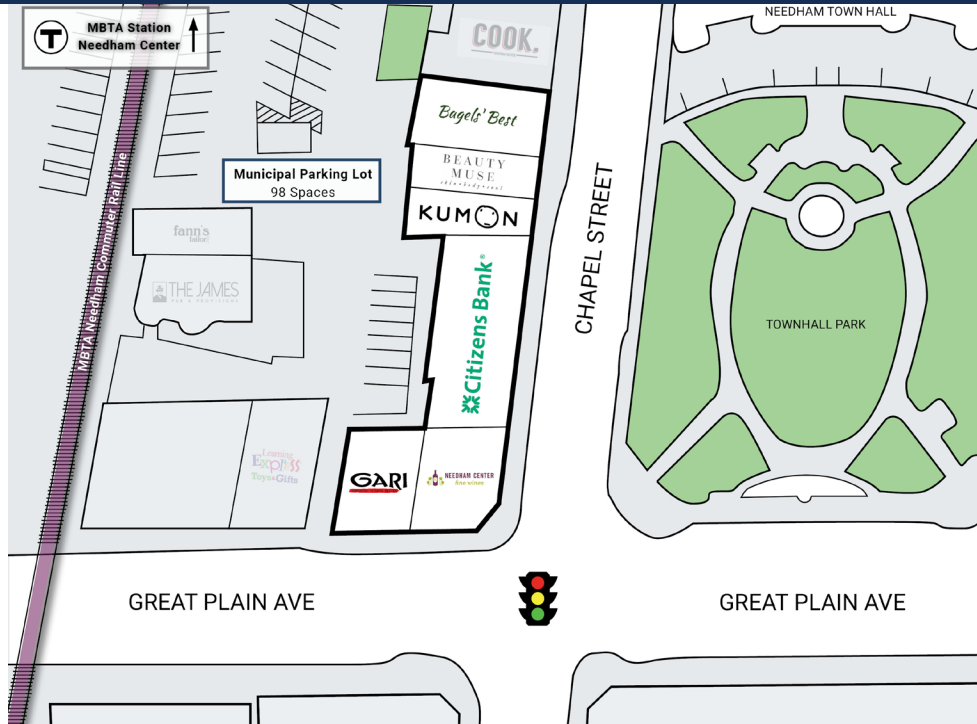 MBTA Station
Needham Center
T
NEEDHAM TOWN HALL
COOK.
Bagels' Best
BEAUTY
MUSE
Municipal Parking Lot
98 Spaces
KUMON
fann's
tailor
THE JAMES
MBTA Needham Commuter Rail Line
Citizens Bank®
CHAPEL STREET
TOWNHALL PARK
Learning
Express
Toys&Gifts
GARI
NEEDHAM CENTER
fine wines
GREAT PLAIN AVE
GREAT PLAIN AVE